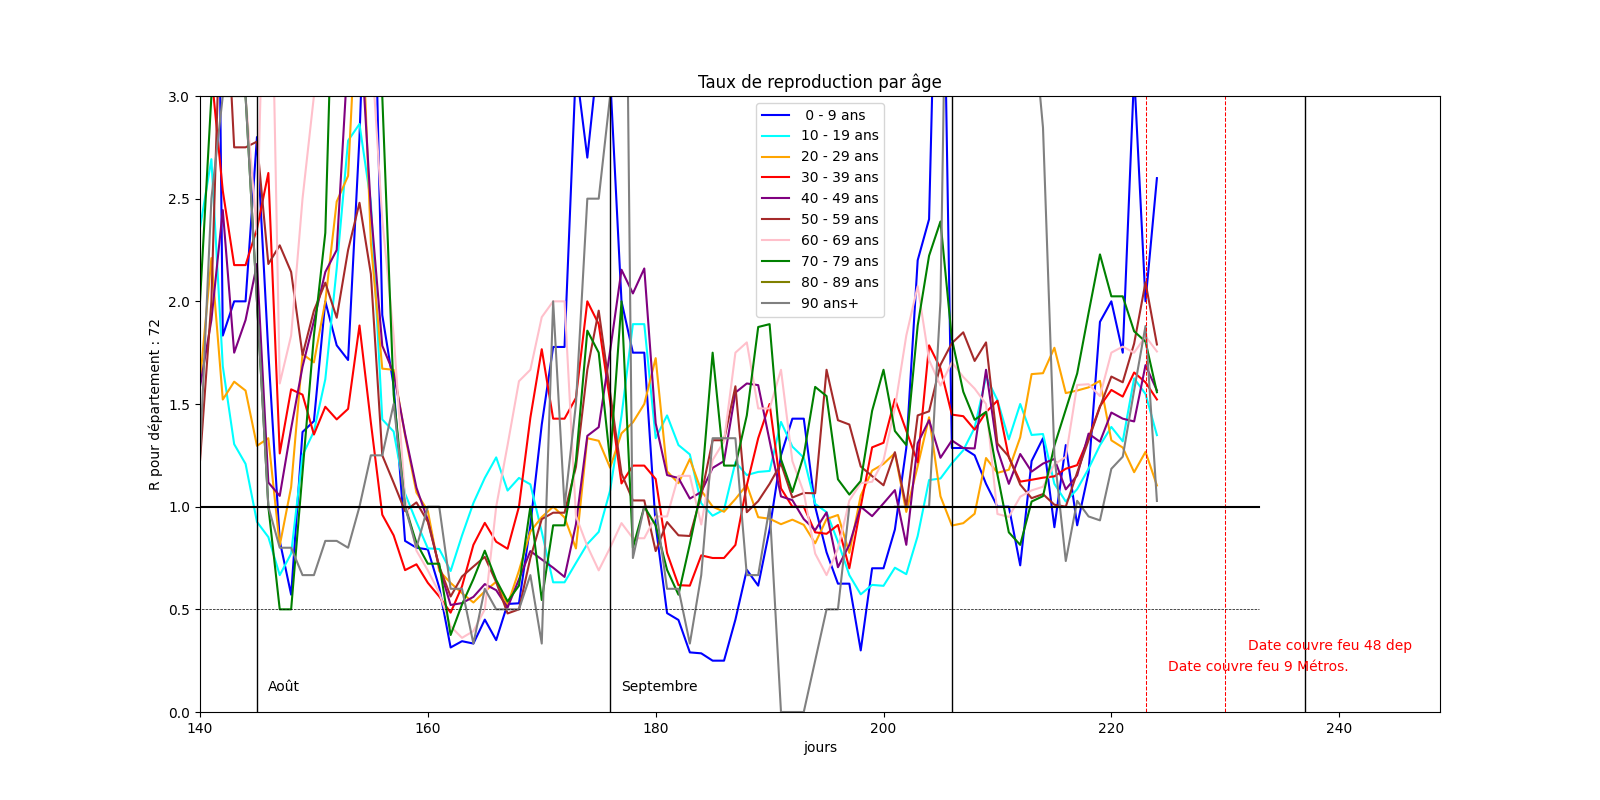 Taux de reproduction par âge
R pour département : 72
3.0
2.5
2.0
1.5
1.0
0.5
0.0
0 - 9 ans
10 - 19 ans
20 - 29 ans
30 - 39 ans
40 - 49 ans
50 - 59 ans
60 - 69 ans
70 - 79 ans
80 - 89 ans
90 ans+
Date couvre feu 48 dep
Date couvre feu 9 Métros.
Août
Septembre
140
160
180
200
220
240
jours